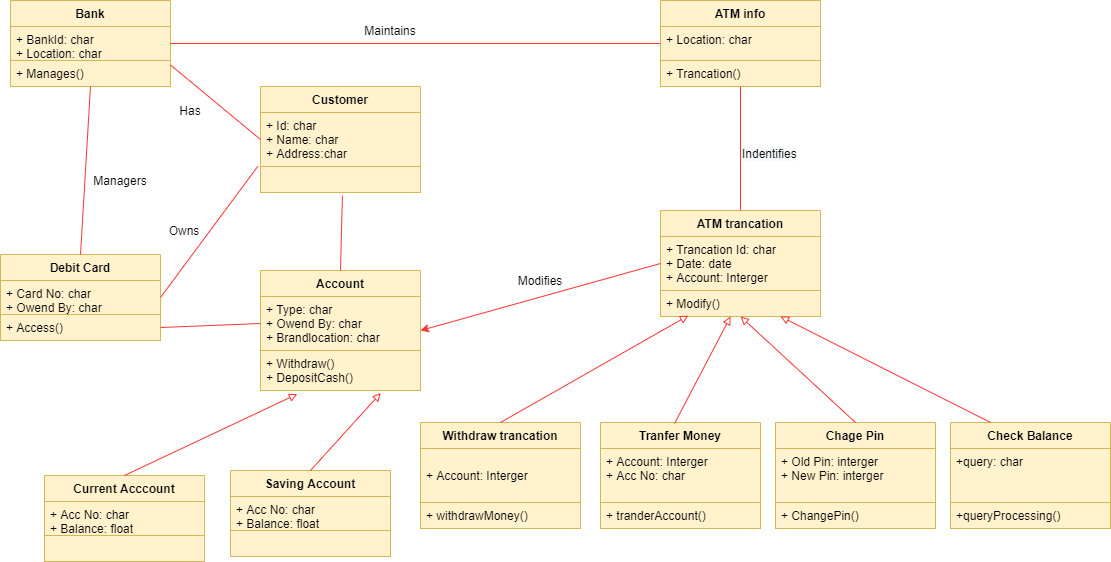 Bank
+ BankId: char
+ Location: char
+ Manages()
Maintains
ATM info
+ Location: char
+ Trancation()
Has
Customer
+ Id: char
+ Name: char
+ Address:char
Indentifies
Managers
Owns
Debit Card
+ Card No: char
+ Owend By: char
+ Access()
Account
+ Type: char
+ Owend By: char
+ Brandlocation: char
+ Withdraw()
+ DepositCash()
Modifies
ATM trancation
+ Trancation Id: char
+ Date: date
+ Account: Interger
+ Modify()
Current Acccount
+ Acc No: char
+ Balance: float
Saving Account
+ Acc No: char
+ Balance: float
Withdraw trancation
+ Account: Interger
+ withdrawMoney()
Tranfer Money
+ Account: Interger
+ Acc No: char
+ tranderAccount()
Chage Pin
+ Old Pin: interger
+ New Pin: interger
+ ChangePin()
Check Balance
+query: char
+queryProcessing()